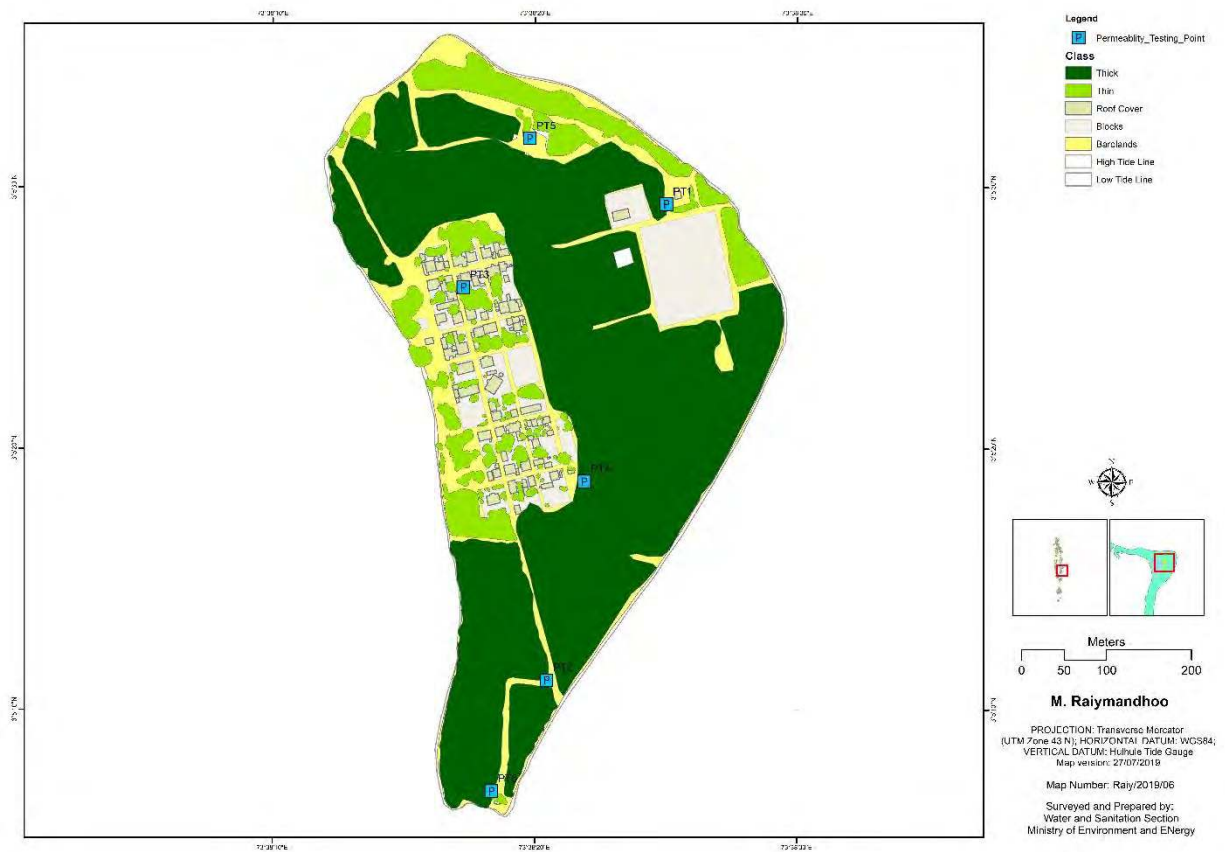 Legend
P Permeablity_Testing_Point
Class
Thick
Thin
Roof Cover
Blocks
Barelands
High Tide Line
Low Tide Line
P PT5
P PT1
P PT3
P
P
P
N
W E
S
Meters
0 50 100 200
M. Raiymandhoo
PROJECTION: Transverse Mercator
(UTM Zone 43 N); HORIZONTAL DATUM: WGS84;
VERTICAL DATUM: Hulhule Tide Gauge
Map version: 27/07/2019
Map Number: Raiy/2019/06
Surveyed and Prepared by:
Water and Sanitation Section
Ministry of Environment and ENergy